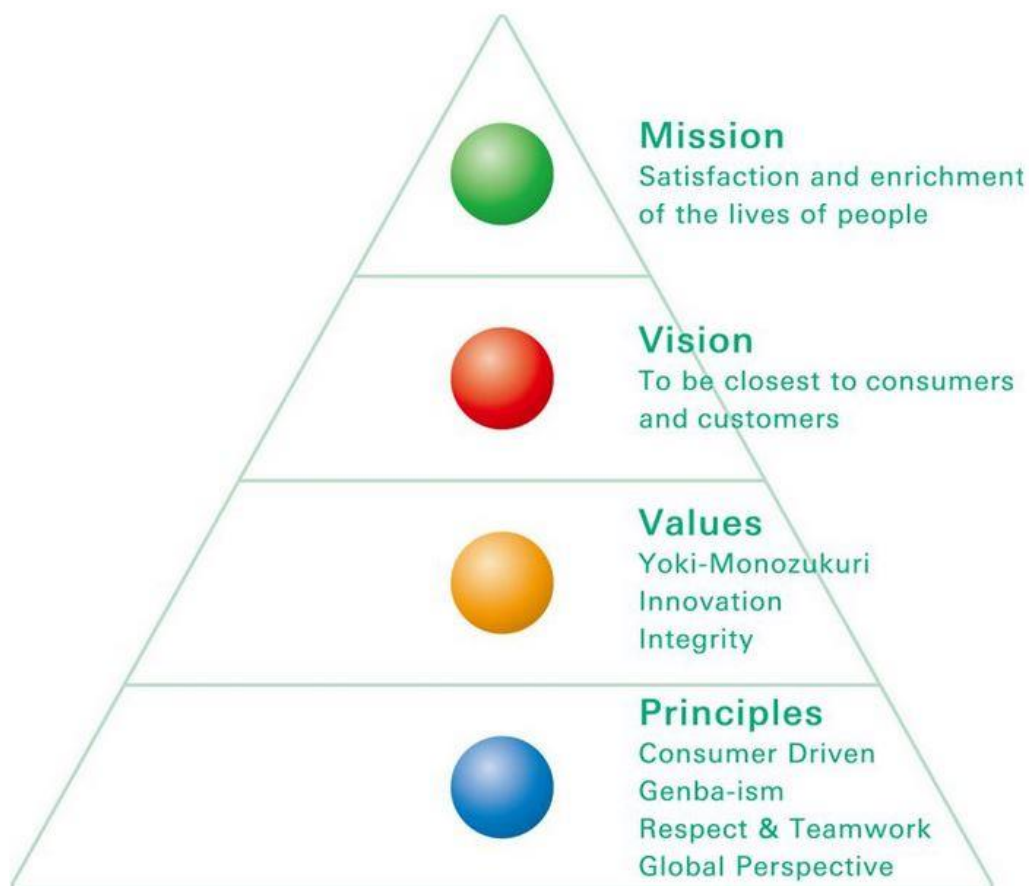 Mission
Satisfaction and enrichment
of the lives of people
Vision
To be closest to consumers
and customers
Values
Yoki-Monozukuri
Innovation
Integrity
Principles
Consumer Driven
Genba-ism
Respect & Teamwork
Global Perspective